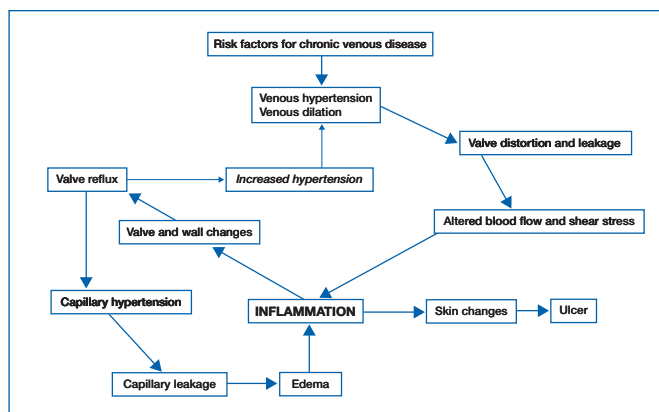 Risk factors for chronic venous disease
Venous hypertension
Venous dilation
Valve distortion and leakage
Valve reflux
Increased hypertension
Altered blood flow and shear stress
Valve and wall changes
Capillary hypertension
INFLAMMATION
Skin changes
Ulcer
Capillary leakage
Edema